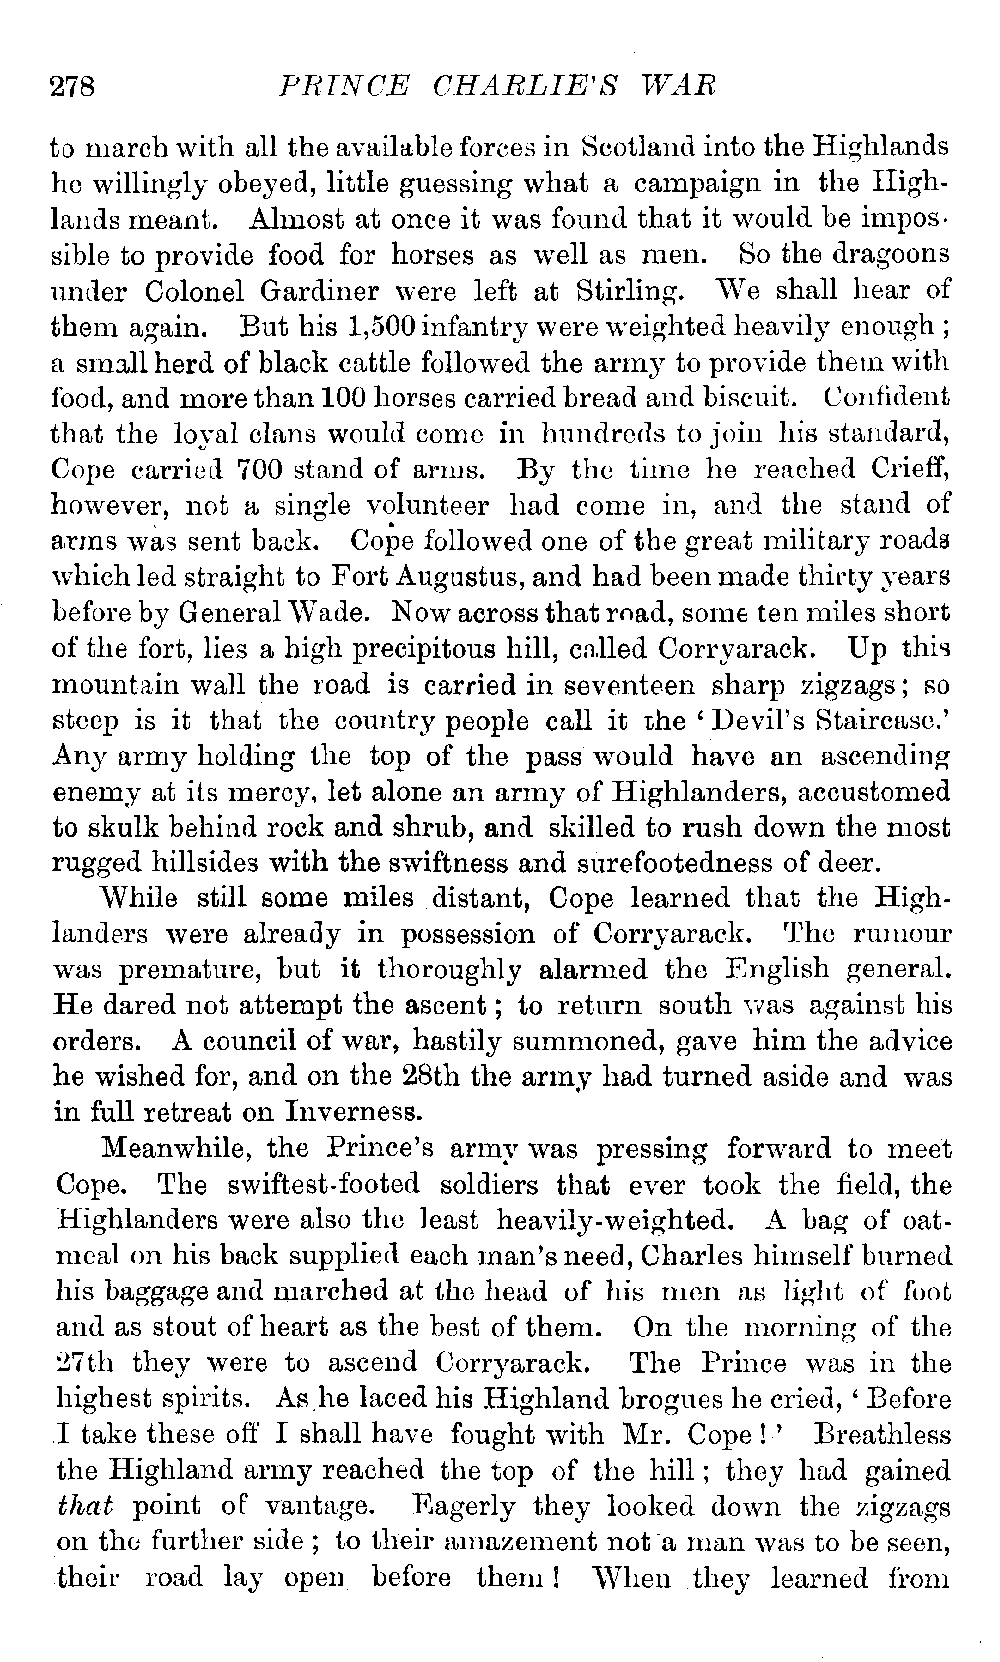 278 PRINCE CHARLIE'S WAR
to march with all the available forces in Scotland into the Highlands
he willingly obeyed, little guessing what a campaign in the High-
lands meant. Almost at once it was found that it would be impos-
sible to provide food for horses as well as men. So the dragoons
under Colonel Gardiner were left at Stirling. We shall hear of
them again. But his 1,500 infantry were weighted heavily enough ;
a small herd of black cattle followed the army to provide them with
food, and more than 100 horses carried bread and biscuit. Confident
that the loyal clans would come in hundreds to join his standard,
Cope carried 700 stand of arms. By the time he reached Crieff,
however, not a single volunteer had come in, and the stand of
arms was sent back. Cope followed one of the great military roads
which led straight to Fort Augustus, and had been made thirty years
before by General Wade. Now across that road, some ten miles short
of the fort, lies a high precipitous hill, called Corryarack. Up this
mountain wall the road is carried in seventeen sharp zigzags ; so
steep is it that the country people call it the ‘ Devil's Staircase.’
Any army holding the top of the pass would have an ascending
enemy at its mercy, let alone an army of Highlanders, accustomed
to skulk behind rock and shrub, and skilled to rush down the most
rugged hillsides with the swiftness and surefootedness of deer.
While still some miles distant, Cope learned that the High-
landers were already in possession of Corryarack. The rumour
was premature, but it thoroughly alarmed the English general.
He dared not attempt the ascent ; to return south was against his
orders. A council of war, hastily summoned, gave him the advice
he wished for, and on the 28th the army had turned aside and was
in full retreat on Inverness.
Meanwhile, the Prince's army was pressing forward to meet
Cope. The swiftest-footed soldiers that ever took the field, the
Highlanders were also the least heavily-weighted. A bag of oat-
meal on his back supplied each man's need, Charles himself burned
his baggage and marched at the head of his men as light of foot
and as stout of heart as the best of them. On the morning of the
27th they were to ascend Corryarack. The Prince was in the
highest spirits. As he laced his Highland brogues he cried, ‘ Before
I take these off I shall have fought with Mr. Cope ! ’ Breathless
the Highland army reached the top of the hill ; they had gained
that point of vantage. Eagerly they looked down the zigzags
on the further side ; to their amazement not a man was to be seen,
their road lay open before them ! When they learned from